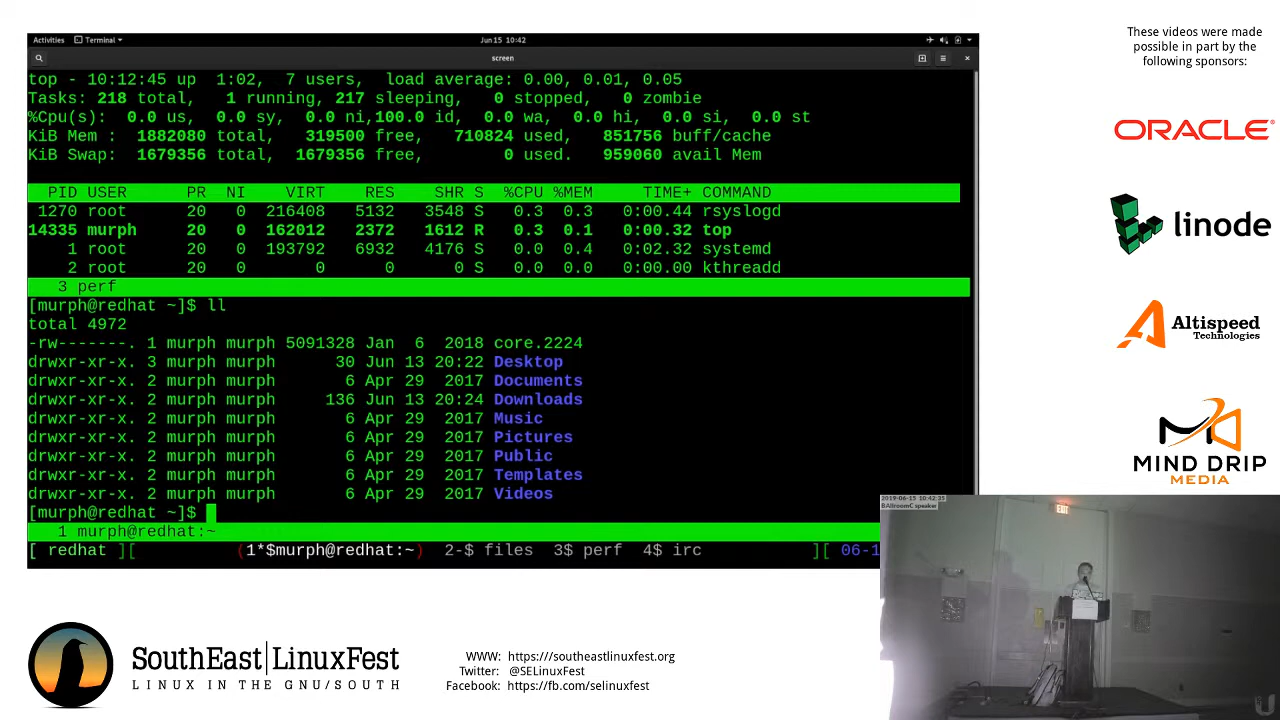 These videos were made
possible in part by the
following sponsors:
ORACLE
linode
Altispeed
Technologies
MIND DRIP
MEDIA
Activities Terminal Jun 15 10:42
screen
top - 10:12:45 up 1:02, 7 users, load average: 0.00, 0.01, 0.05
Tasks: 218 total, 1 running, 217 sleeping, 0 stopped, 0 zombie
%Cpu(s): 0.0 us, 0.0 sy, 0.0 ni,100.0 id, 0.0 wa, 0.0 hi, 0.0 si, 0.0 st
KiB Mem : 1882080 total, 319500 free, 710824 used, 851756 buff/cache
KiB Swap: 1679356 total, 1679356 free, 0 used. 959060 avail Mem
PID USER PR NI VIRT RES SHR S %CPU %MEM TIME+ COMMAND
1270 root 20 0 216408 5132 3548 S 0.3 0.3 0:00.44 rsyslogd
14335 murph 20 0 162012 2372 1612 R 0.3 0.1 0:00.32 top
1 root 20 0 193792 6932 4176 S 0.0 0.4 0:02.32 systemd
2 root 20 0 0 0 0 S 0.0 0.0 0:00.00 kthreadd
3 perf
[murph@redhat ~]$ ll
total 4972
-rw-------. 1 murph murph 5091328 Jan 6 2018 core.2224
drwxr-xr-x. 3 murph murph 30 Jun 13 20:22 Desktop
drwxr-xr-x. 2 murph murph 6 Apr 29 2017 Documents
drwxr-xr-x. 2 murph murph 136 Jun 13 20:24 Downloads
drwxr-xr-x. 2 murph murph 6 Apr 29 2017 Music
drwxr-xr-x. 2 murph murph 6 Apr 29 2017 Pictures
drwxr-xr-x. 2 murph murph 6 Apr 29 2017 Public
drwxr-xr-x. 2 murph murph 6 Apr 29 2017 Templates
drwxr-xr-x. 2 murph murph 6 Apr 29 2017 Videos
[murph@redhat ~]$
1 murph@redhat:~
[ redhat ][ (1*$murph@redhat:~) 2-$ files 3$ perf 4$ irc ][ 06-1
2019-06-15 10:42:35
BAllroomC speaker
EXIT
SouthEast|LinuxFest
LINUX IN THE GNU/SOUTH
WWW: https://southeastlinuxfest.org
Twitter: @SELinuxFest
Facebook: https://fb.com/selinuxfest